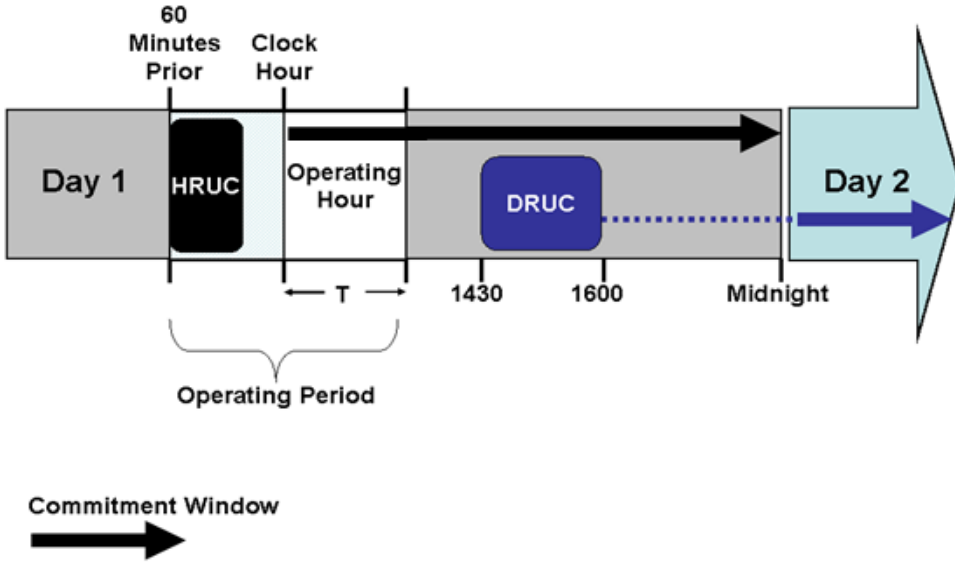 60
Minutes
Prior
Clock
Hour
Day 1
HRUC
Operating
Hour
DRUC
Day 2
T
1430
1600
Midnight
Operating Period
Commitment Window